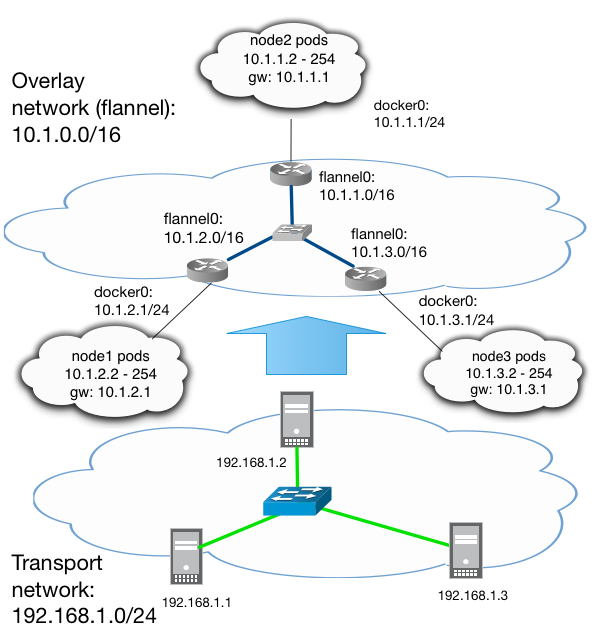 node2 pods
10.1.1.2 - 254
gw: 10.1.1.1
Overlay
network (flannel):
10.1.0.0/16
docker0:
10.1.1.1/24
flannel0:
10.1.1.0/16
flannel0:
10.1.2.0/16
flannel0:
10.1.3.0/16
docker0:
10.1.2.1/24
docker0:
10.1.3.1/24
node1 pods
10.1.2.2 - 254
gw: 10.1.2.1
node3 pods
10.1.3.2 - 254
gw: 10.1.3.1
192.168.1.2
Transport
network:
192.168.1.0/24
192.168.1.1
192.168.1.3